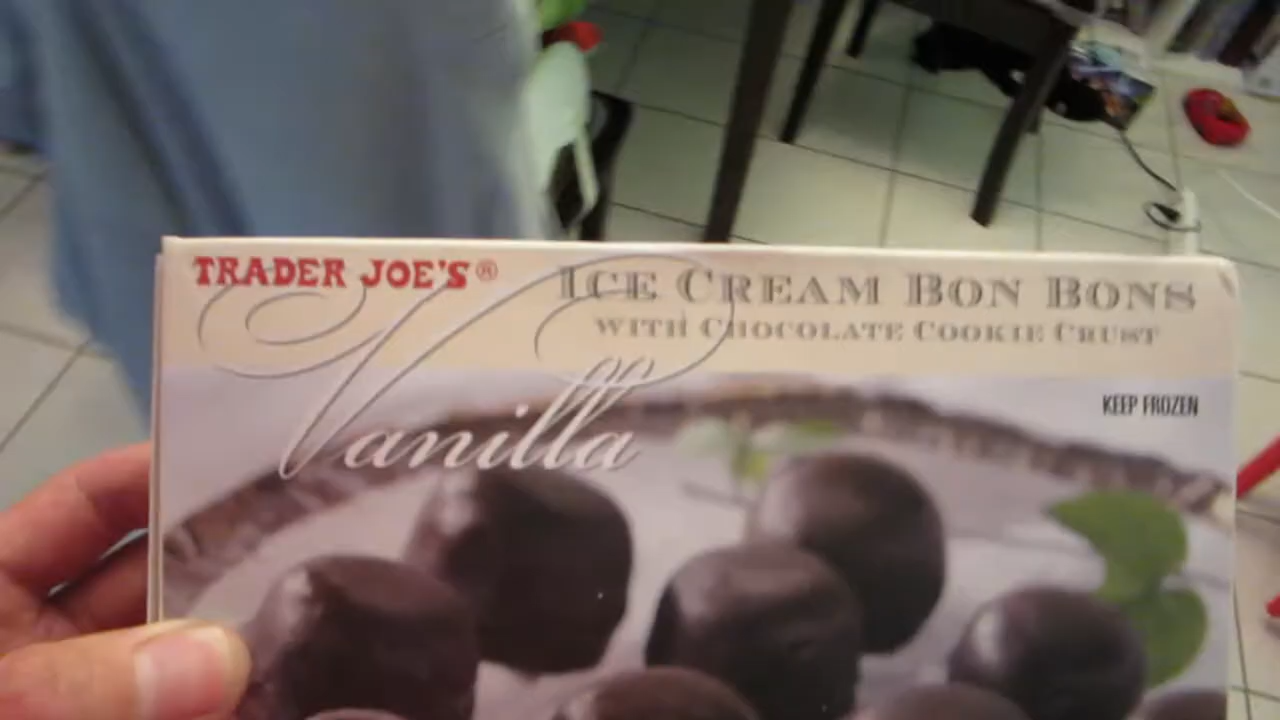 TRADER JOE'S®
ICE CREAM BON BONS
WITH CHOCOLATE COOKIE CRUST
Vanilla
KEEP FROZEN